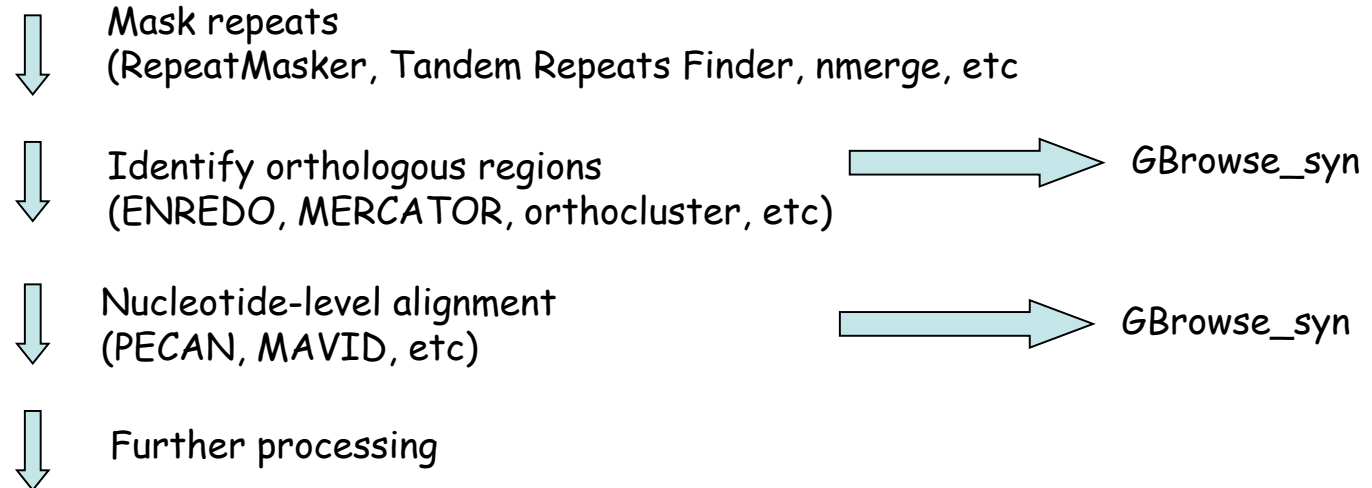 Mask repeats
(RepeatMasker, Tandem Repeats Finder, nmerge, etc
Identify orthologous regions
(ENREDO, MERCATOR, orthocluster, etc)
GBrowse_syn
Nucleotide-level alignment
(PECAN, MAVID, etc)
GBrowse_syn
Further processing